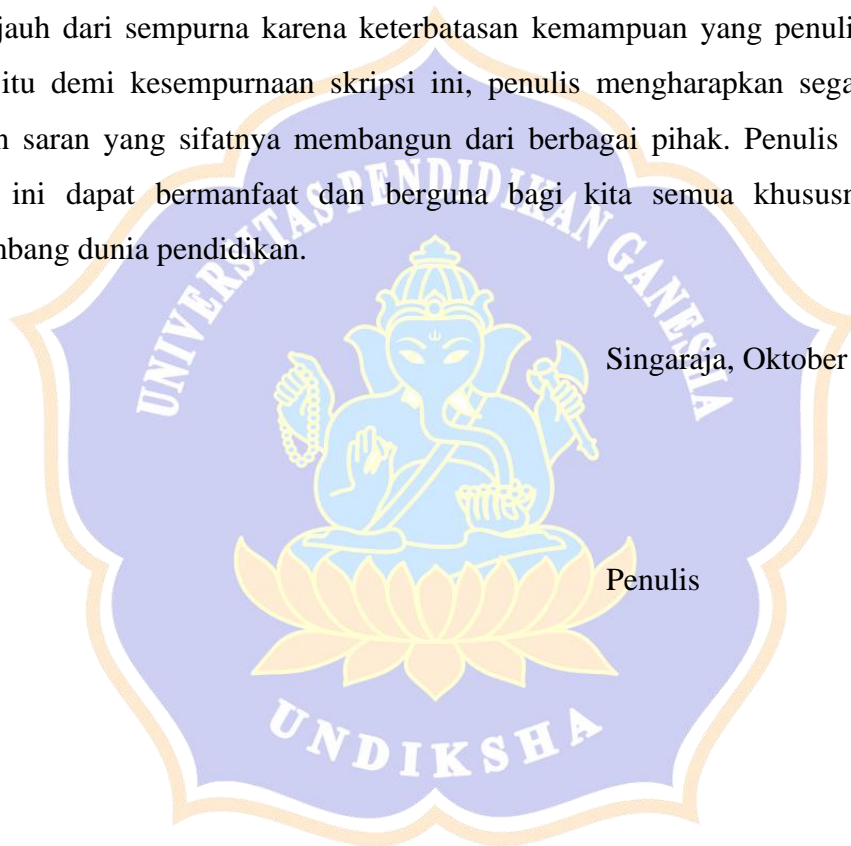 jauh dari sempurna karena keterbatasan kemampuan yang penuli
itu demi kesempurnaan skripsi ini, penulis mengharapkan sega
n saran yang sifatnya membangun dari berbagai pihak. Penulis
ini dapat bermanfaat dan berguna bagi kita semua khususn
mbang dunia pendidikan.
UNIVERSITAS PENDIDIKAN GANESHA
Singaraja, Oktober
Penulis
UNDIKSHA